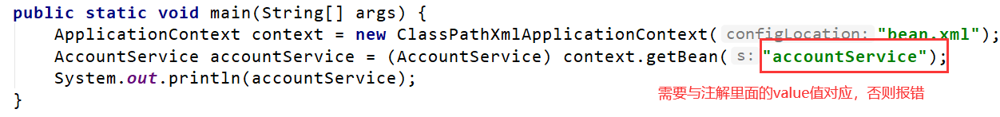 public static void main(String[] args) {
    ApplicationContext context = new ClassPathXmlApplicationContext( configLocation: "bean.xml");
    AccountService accountService = (AccountService) context.getBean( s: "accountService");
    System.out.println(accountService);
}
需要与注解里面的value值对应，否则报错